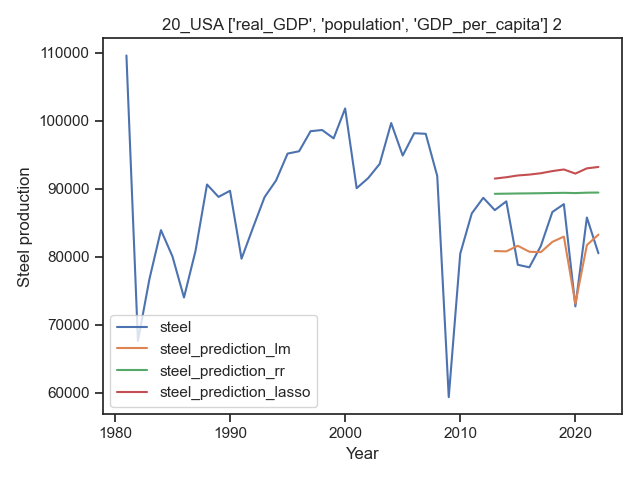 20_USA ['real_GDP', 'population', 'GDP_per_capita'] 2
110000
100000
90000
80000
70000
60000
Steel production
steel
steel_prediction_lm
steel_prediction_rr
steel_prediction_lasso
1980
1990
2000
2010
2020
Year